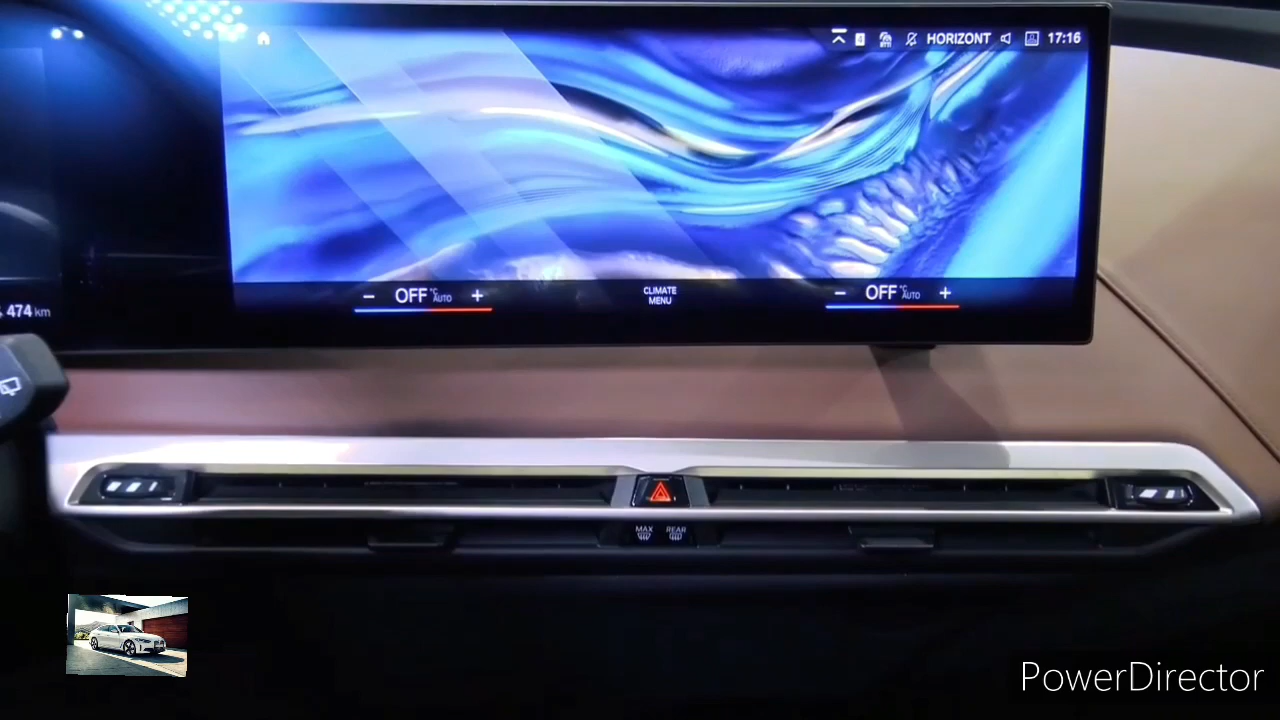 HORIZONT 17:16
474 km
− OFF °C AUTO +
CLIMATE
MENU
− OFF °C AUTO +
MAX REAR
PowerDirector